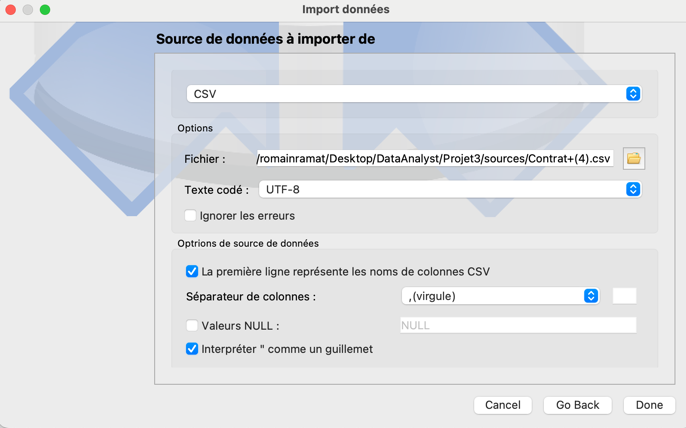 Import données
Source de données à importer de
CSV
Options
Fichier : /romainramat/Desktop/DataAnalyst/Projet3/sources/Contrat+(4).csv
Texte codé : UTF-8
Ignorer les erreurs
Optrions de source de données
La première ligne représente les noms de colonnes CSV
Séparateur de colonnes : ,(virgule)
Valeurs NULL : NULL
Interpréter " comme un guillemet
Cancel Go Back Done